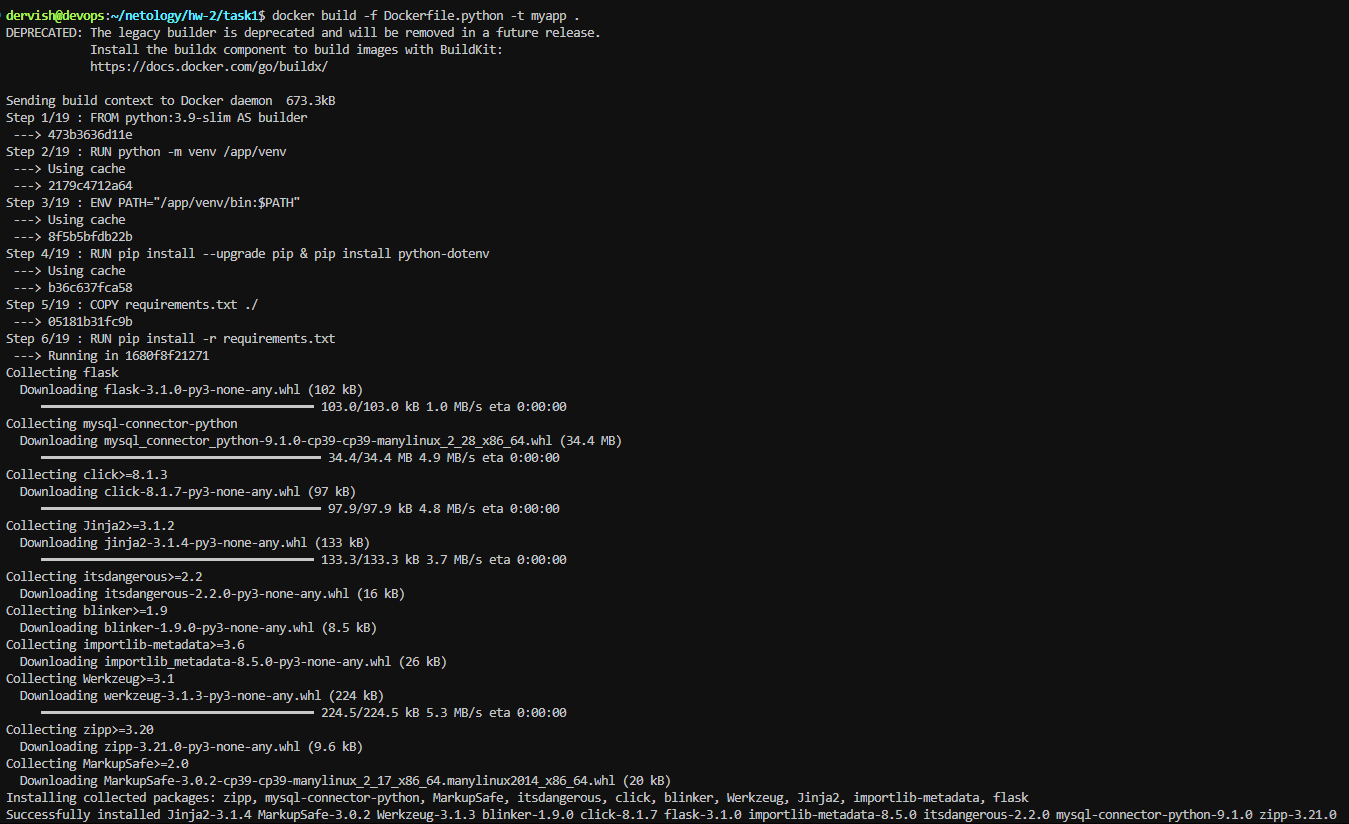 dervish@devops:~/netology/hw-2/task1$ docker build -f Dockerfile.python -t myapp .
DEPRECATED: The legacy builder is deprecated and will be removed in a future release.
            Install the buildx component to build images with BuildKit:
            https://docs.docker.com/go/buildx/

Sending build context to Docker daemon  673.3kB
Step 1/19 : FROM python:3.9-slim AS builder
 ---> 473b3636d11e
Step 2/19 : RUN python -m venv /app/venv
 ---> Using cache
 ---> 2179c4712a64
Step 3/19 : ENV PATH="/app/venv/bin:$PATH"
 ---> Using cache
 ---> 8f5b5bfdb22b
Step 4/19 : RUN pip install --upgrade pip & pip install python-dotenv
 ---> Using cache
 ---> b36c637fca58
Step 5/19 : COPY requirements.txt ./
 ---> 05181b31fc9b
Step 6/19 : RUN pip install -r requirements.txt
 ---> Running in 1680f8f21271
Collecting flask
  Downloading flask-3.1.0-py3-none-any.whl (102 kB)
     103.0/103.0 kB 1.0 MB/s eta 0:00:00
Collecting mysql-connector-python
  Downloading mysql_connector_python-9.1.0-cp39-cp39-manylinux_2_28_x86_64.whl (34.4 MB)
     34.4/34.4 MB 4.9 MB/s eta 0:00:00
Collecting click>=8.1.3
  Downloading click-8.1.7-py3-none-any.whl (97 kB)
     97.9/97.9 kB 4.8 MB/s eta 0:00:00
Collecting Jinja2>=3.1.2
  Downloading jinja2-3.1.4-py3-none-any.whl (133 kB)
     133.3/133.3 kB 3.7 MB/s eta 0:00:00
Collecting itsdangerous>=2.2
  Downloading itsdangerous-2.2.0-py3-none-any.whl (16 kB)
Collecting blinker>=1.9
  Downloading blinker-1.9.0-py3-none-any.whl (8.5 kB)
Collecting importlib-metadata>=3.6
  Downloading importlib_metadata-8.5.0-py3-none-any.whl (26 kB)
Collecting Werkzeug>=3.1
  Downloading werkzeug-3.1.3-py3-none-any.whl (224 kB)
     224.5/224.5 kB 5.3 MB/s eta 0:00:00
Collecting zipp>=3.20
  Downloading zipp-3.21.0-py3-none-any.whl (9.6 kB)
Collecting MarkupSafe>=2.0
  Downloading MarkupSafe-3.0.2-cp39-cp39-manylinux_2_17_x86_64.manylinux2014_x86_64.whl (20 kB)
Installing collected packages: zipp, mysql-connector-python, MarkupSafe, itsdangerous, click, blinker, Werkzeug, Jinja2, importlib-metadata, flask
Successfully installed Jinja2-3.1.4 MarkupSafe-3.0.2 Werkzeug-3.1.3 blinker-1.9.0 click-8.1.7 flask-3.1.0 importlib-metadata-8.5.0 itsdangerous-2.2.0 mysql-connector-python-9.1.0 zipp-3.21.0